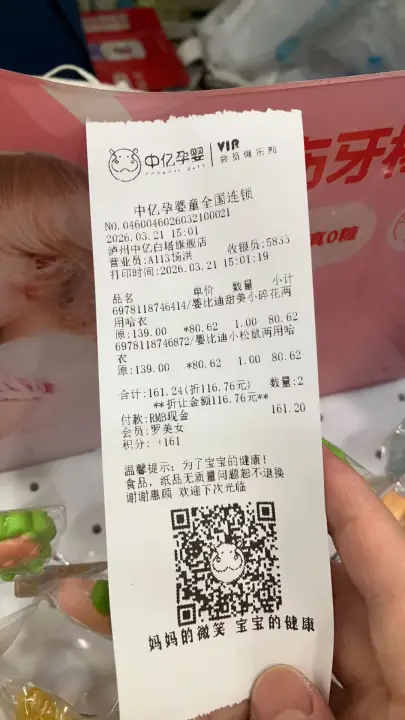 中亿孕婴
VIP
会员俱乐部
中亿孕婴童全国连锁
NO.0460046026032100021
2026.03.21 15:01
泸州中亿白塔旗舰店 收银员:5833
营业员:A113杨洪
打印时间:2026.03.21 15:01:19
品名 单价 数量 小计
6978118746414/婴比迪甜美小碎花两
用哈衣
原:139.00 *80.62 1.00 80.62
6978118746872/婴比迪小松鼠两用哈
衣
原:139.00 *80.62 1.00 80.62
合计:161.24(折116.76元) 数量:2
**折让金额116.76元**
付款:RMB现金 161.20
会员:罗美女
积分: +161
温馨提示: 为了宝宝的健康!
食品, 纸品无质量问题恕不退换
谢谢惠顾 欢迎下次光临
妈妈的微笑 宝宝的健康
牙棒
真0糖